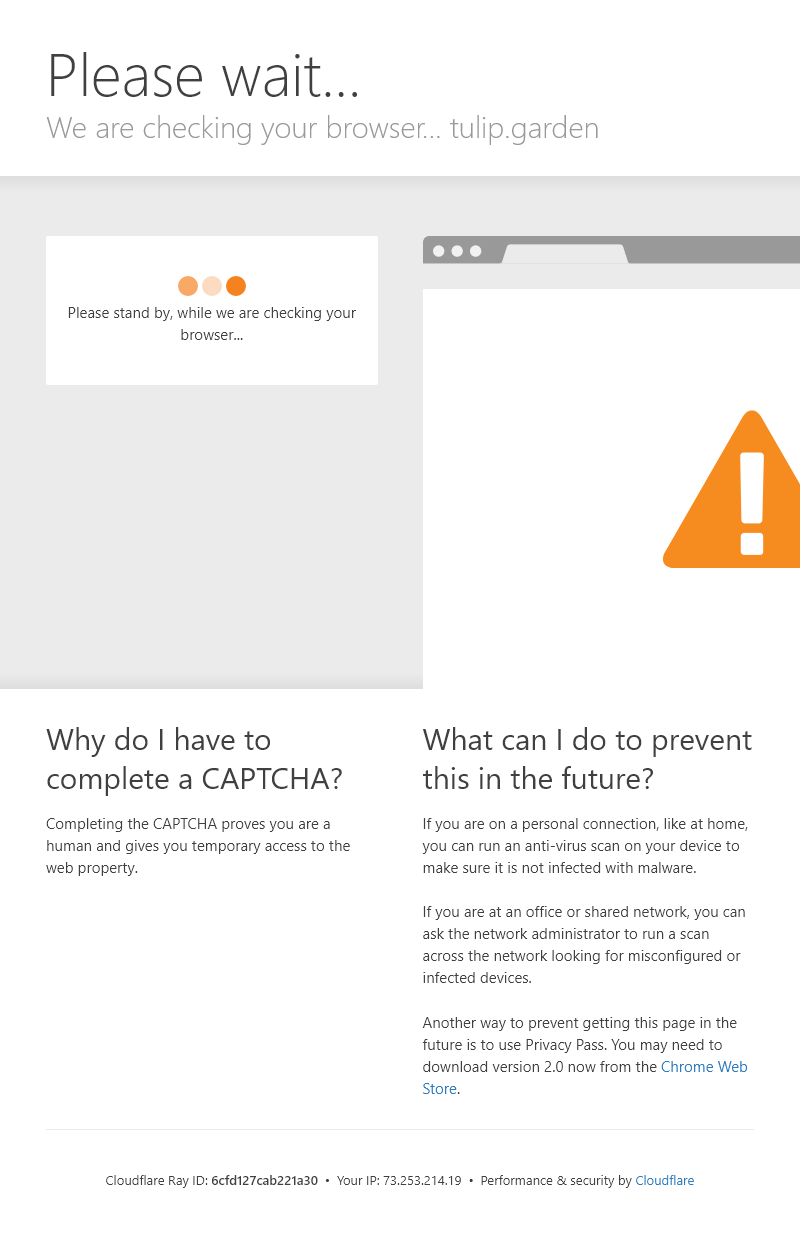 Please wait...
We are checking your browser... tulip.garden
Please stand by, while we are checking your
browser...
Why do I have to
complete a CAPTCHA?
Completing the CAPTCHA proves you are a
human and gives you temporary access to the
web property.
What can I do to prevent
this in the future?
If you are on a personal connection, like at home,
you can run an anti-virus scan on your device to
make sure it is not infected with malware.
If you are at an office or shared network, you can
ask the network administrator to run a scan
across the network looking for misconfigured or
infected devices.
Another way to prevent getting this page in the
future is to use Privacy Pass. You may need to
download version 2.0 now from the Chrome Web
Store.
Cloudflare Ray ID: 6cfd127cab221a30 • Your IP: 73.253.214.19 • Performance & security by Cloudflare